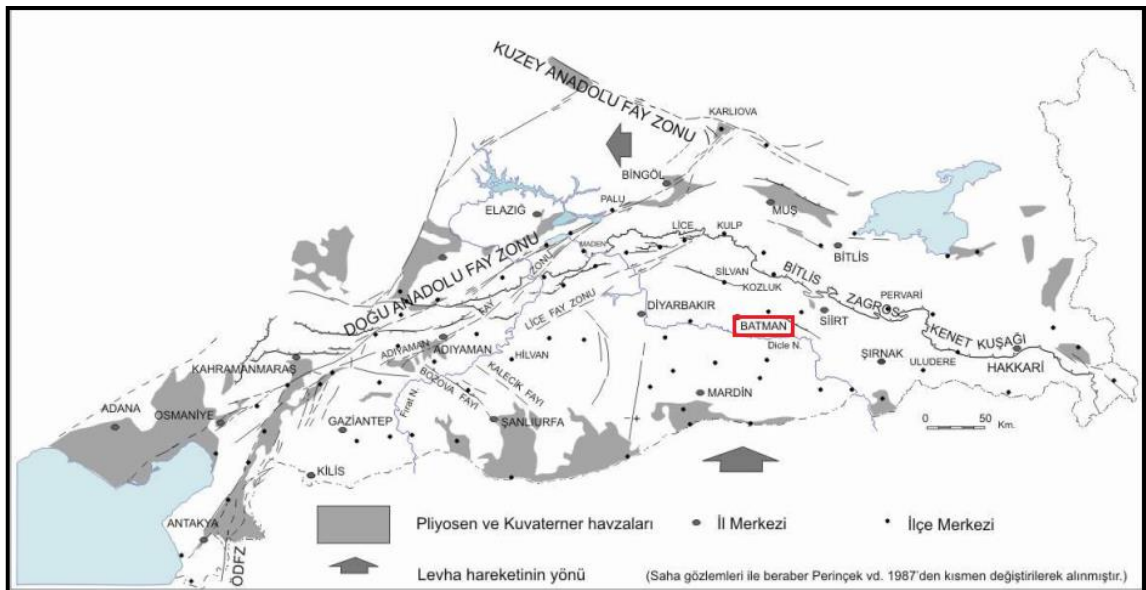 KUZEY ANADOLU FAY ZONU
KARLIOVA
BİNGÖL
PALU
ELAZIĞ
MUŞ
LİCE
KULP
MADEN
BİTLİS
DOĞU ANADOLU FAY ZONU
FAY ZONU
SİLVAN
KOZLUK
BİTLİS ZAGROS KENET KUŞAĞI
PERVARİ
LİCE FAY ZONU
DİYARBAKIR
BATMAN
SİİRT
Dicle N.
ADIYAMAN
ADIYAMAN
HİLVAN
ŞIRNAK
ULUDERE
HAKKARİ
KAHRAMANMARAŞ
BOZOVA FAYI
KALECİK FAYI
MARDİN
ADANA
OSMANİYE
Fırat N.
GAZİANTEP
ŞANLIURFA
0 50
Km.
KİLİS
ANTAKYA
ÖDFZ
Pliyosen ve Kuvaterner havzaları
İl Merkezi
İlçe Merkezi
Levha hareketinin yönü
(Saha gözlemleri ile beraber Perinçek vd. 1987'den kısmen değiştirilerek alınmıştır.)